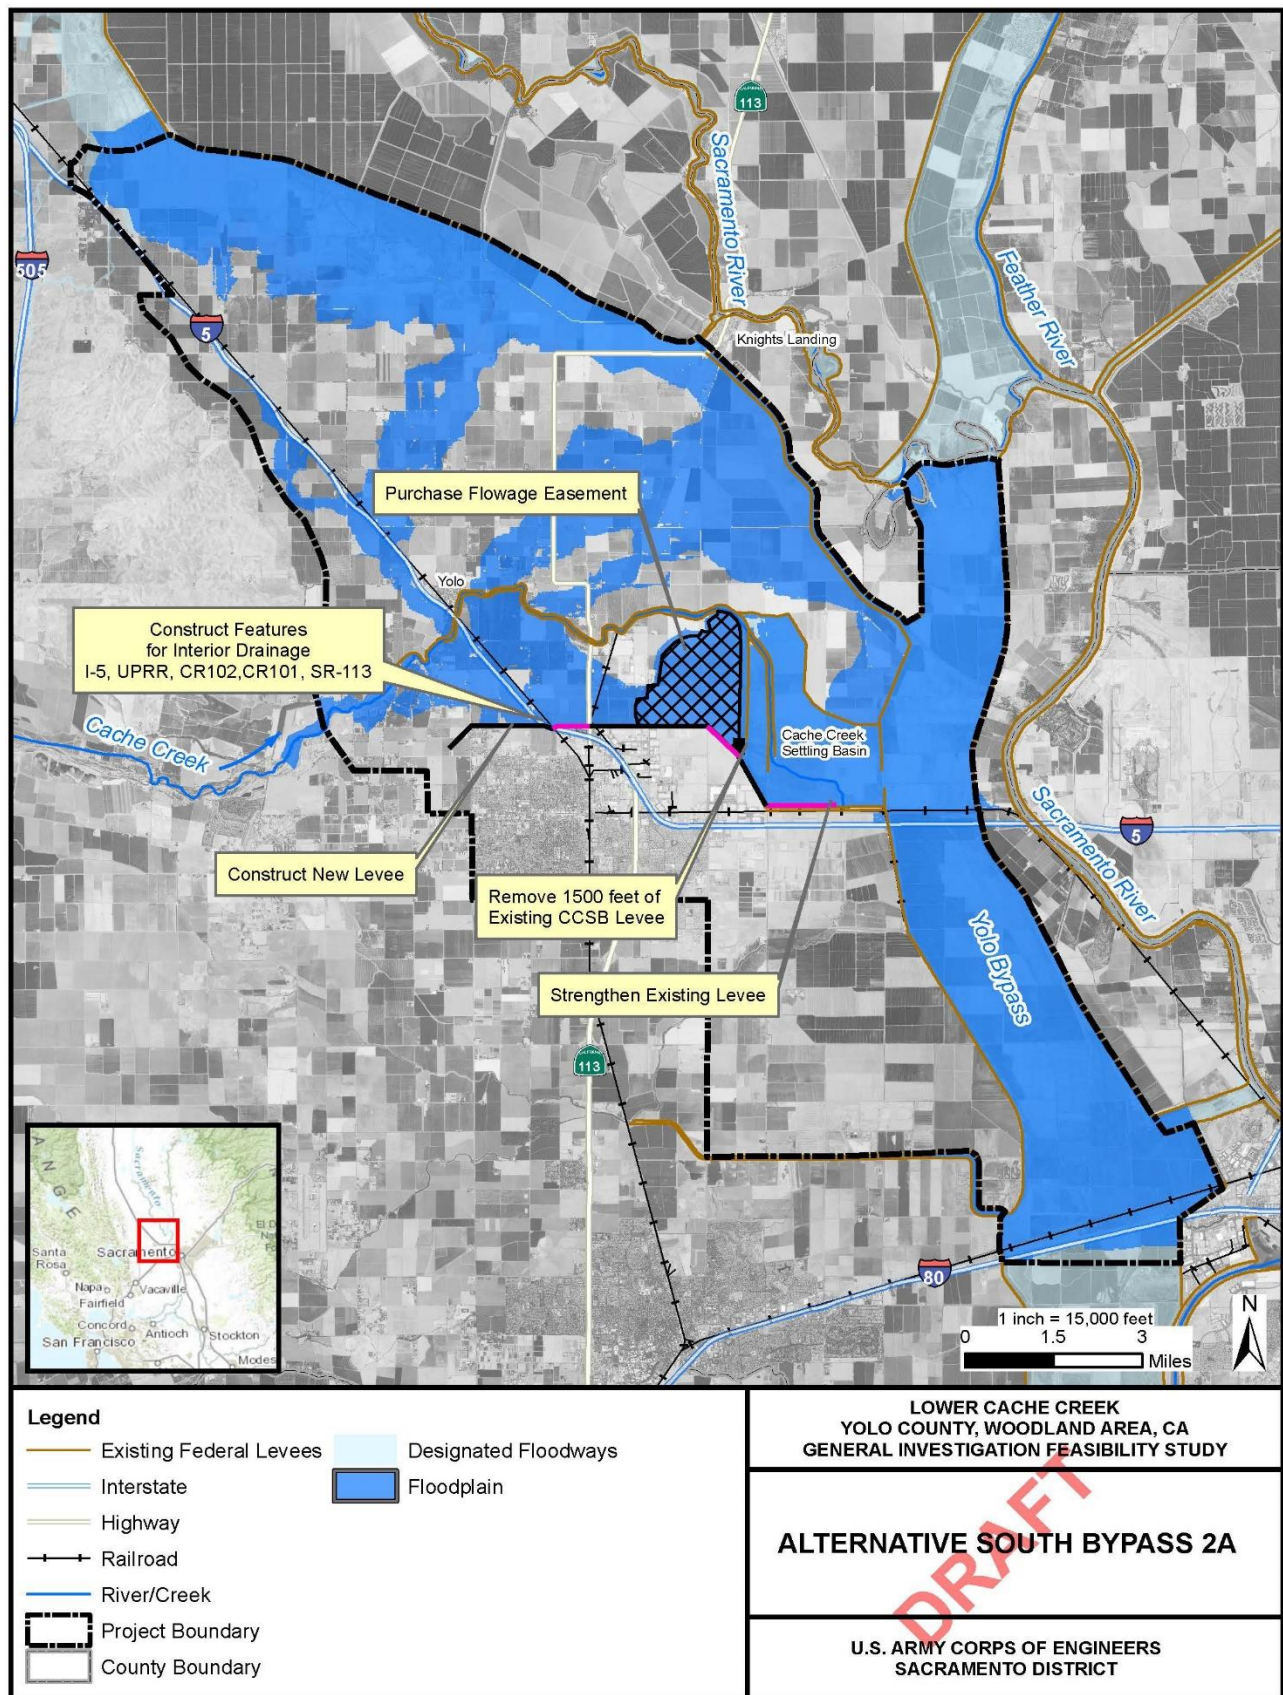 CALIFORNIA
113
Sacramento River
Feather River
505
5
Knights Landing
Purchase Flowage Easement
Yolo
Construct Features
for Interior Drainage
I-5, UPRR, CR102,CR101, SR-113
Cache Creek
Cache Creek
Settling Basin
Sacramento River
5
Construct New Levee
Remove 1500 feet of
Existing CCSB Levee
Strengthen Existing Levee
Yolo Bypass
113
80
ANGE
Sacramento
Santa
Rosa
Sacramento
Napa
Vacaville
Fairfield
Concord
Antioch
Stockton
San Francisco
Modes
El D
1 inch = 15,000 feet
0 1.5 3
Miles
N
Legend
Existing Federal Levees
Interstate
Highway
Railroad
River/Creek
Project Boundary
County Boundary
Designated Floodways
Floodplain
LOWER CACHE CREEK
YOLO COUNTY, WOODLAND AREA, CA
GENERAL INVESTIGATION FEASIBILITY STUDY
ALTERNATIVE SOUTH BYPASS 2A
DRAFT
U.S. ARMY CORPS OF ENGINEERS
SACRAMENTO DISTRICT